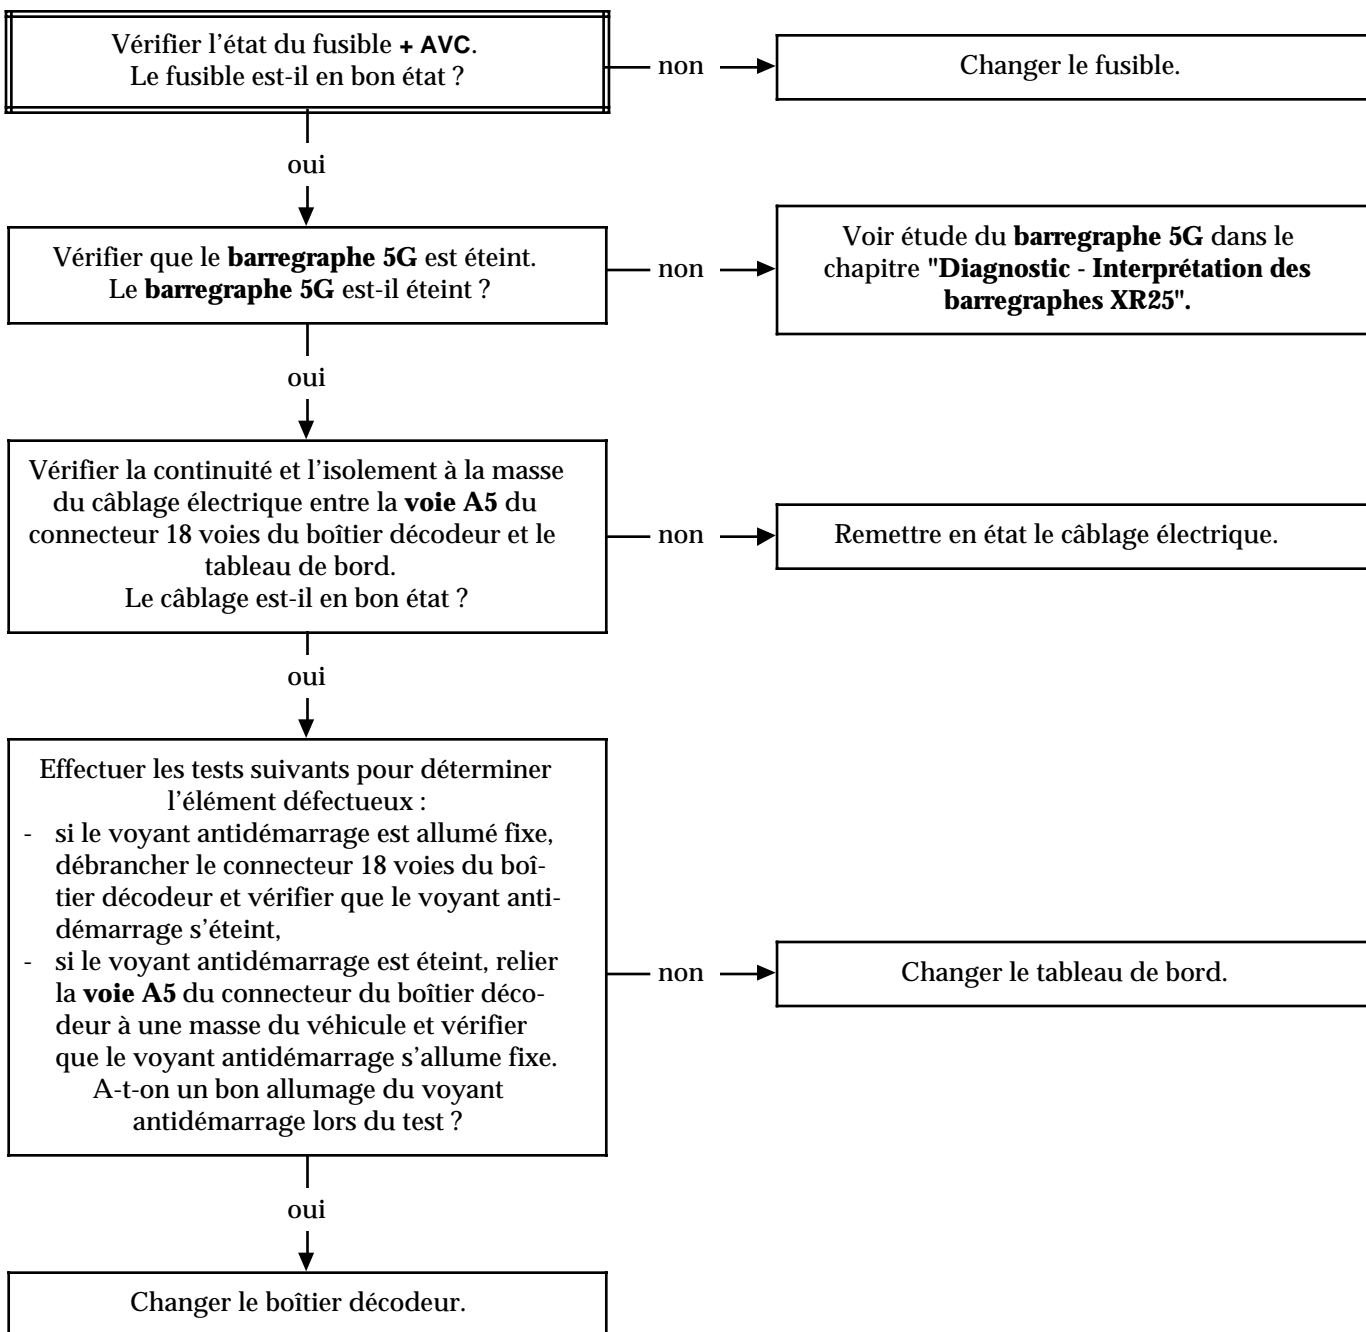 Vérifier l’état du fusible + AVC.
Le fusible est-il en bon état ?
non
Changer le fusible.
oui
Vérifier que le barregraphe 5G est éteint.
Le barregraphe 5G est-il éteint ?
non
Voir étude du barregraphe 5G dans le
chapitre "Diagnostic - Interprétation des
barregraphes XR25".
oui
Vérifier la continuité et l’isolement à la masse
du câblage électrique entre la voie A5 du
connecteur 18 voies du boîtier décodeur et le
tableau de bord.
Le câblage est-il en bon état ?
non
Remettre en état le câblage électrique.
oui
Effectuer les tests suivants pour déterminer
l’elément défectueux :
- si le voyant antidémarrage est allumé fixe,
débrancher le connecteur 18 voies du boî-
tier décodeur et vérifier que le voyant anti-
démarrage s’éteint,
- si le voyant antidémarrage est éteint, relier
la voie A5 du connecteur du boîtier déco-
deur à une masse du véhicule et vérifier
que le voyant antidémarrage s’allume fixe.
A-t-on un bon allumage du voyant
antidémarrage lors du test ?
non
Changer le tableau de bord.
oui
Changer le boîtier décodeur.